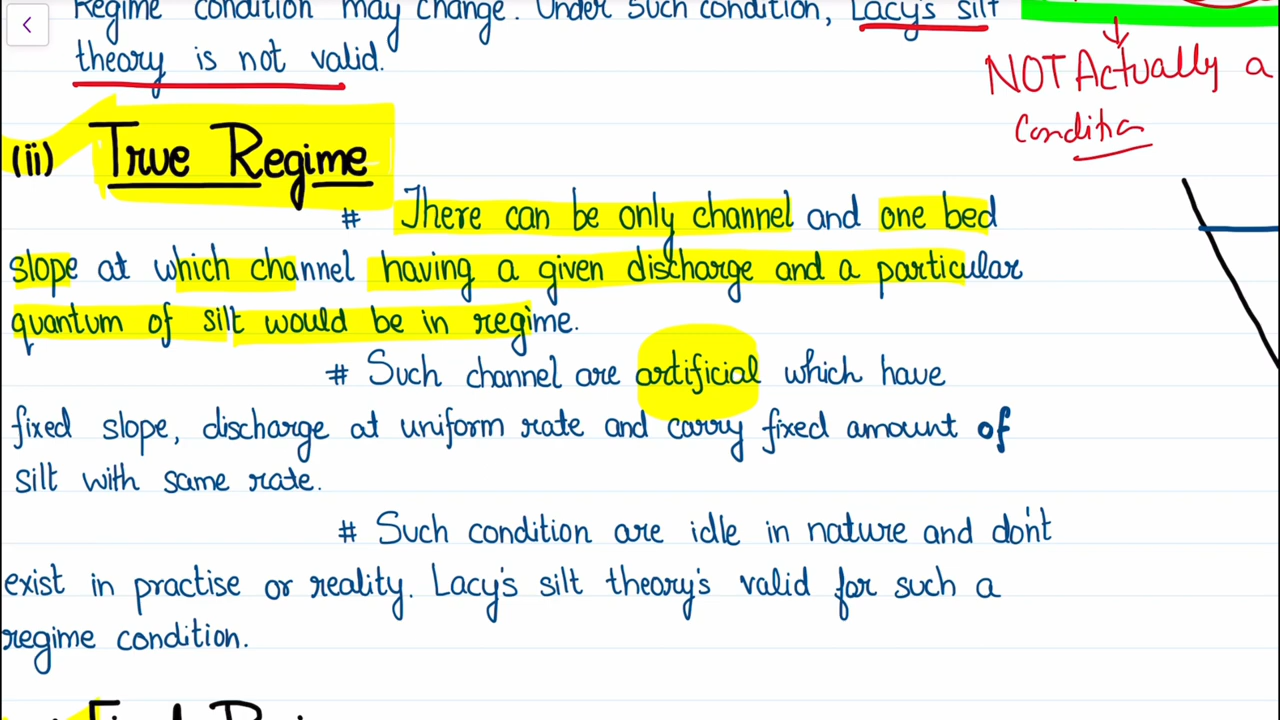 Regime condition may change. Under such condition, Lacy's silt
theory is not valid.
NOT Actually a
Condition
(ii) True Regime
# There can be only channel and one bed
slope at which channel having a given discharge and a particular
quantum of silt would be in regime.
# Such channel are artificial which have
fixed slope, discharge at uniform rate and carry fixed amount of
silt with same rate.
# Such condition are idle in nature and don't
exist in practise or reality. Lacy's silt theory's valid for such a
regime condition.